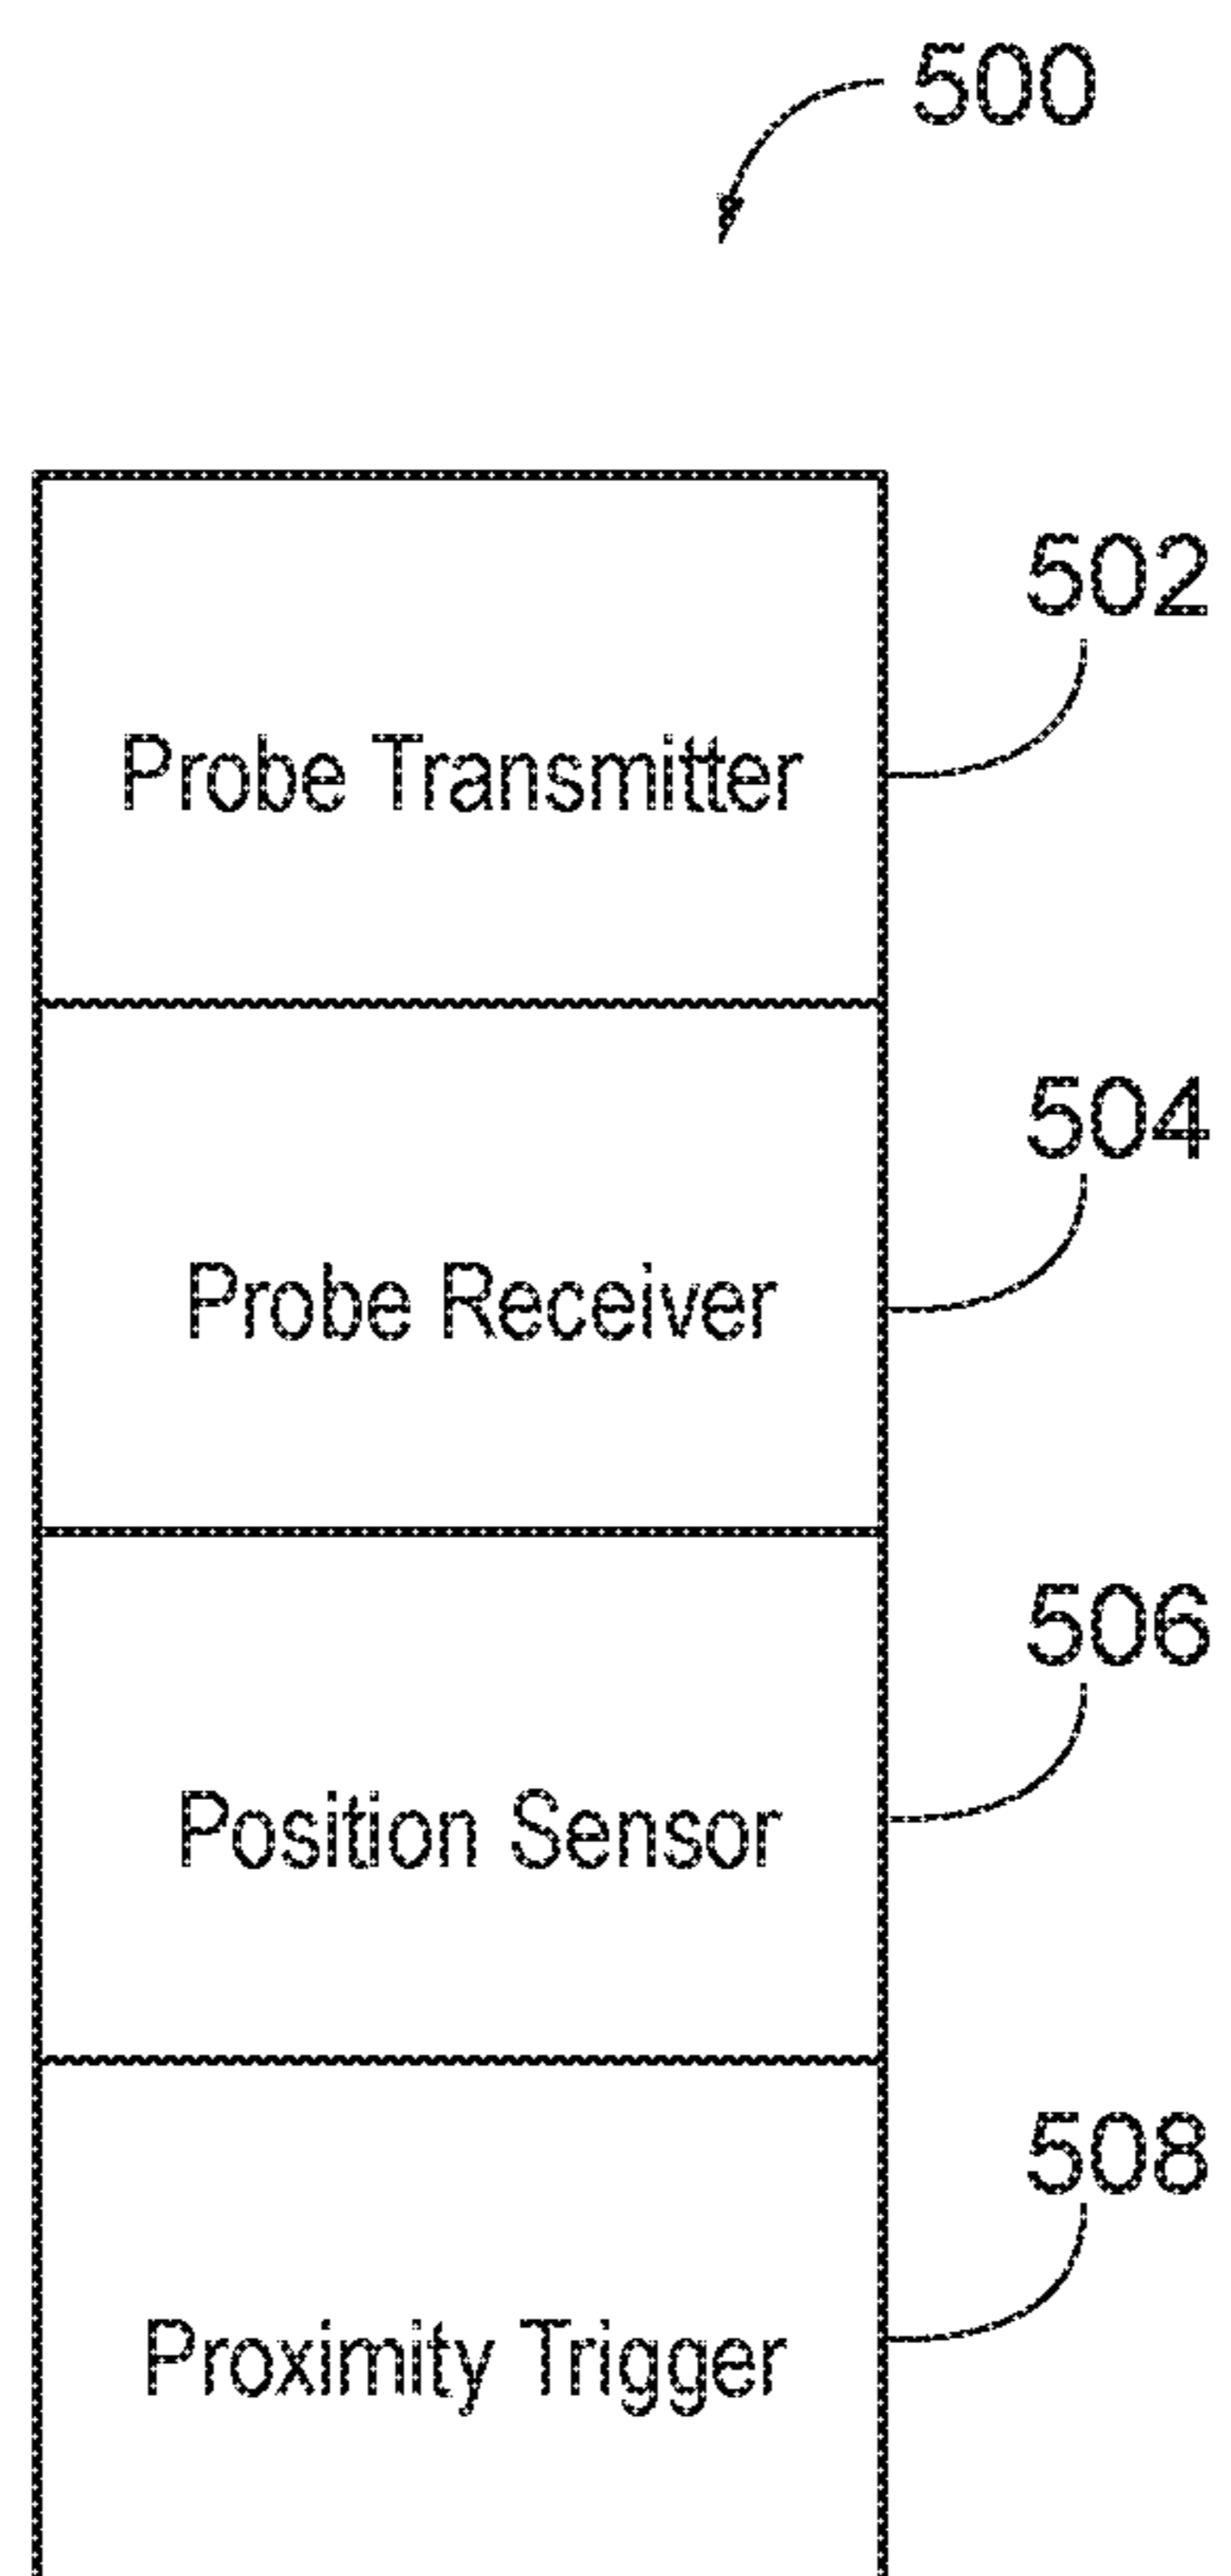 500
502
Probe Transmitter
504
Probe Receiver
506
Position Sensor
508
Proximity Trigger